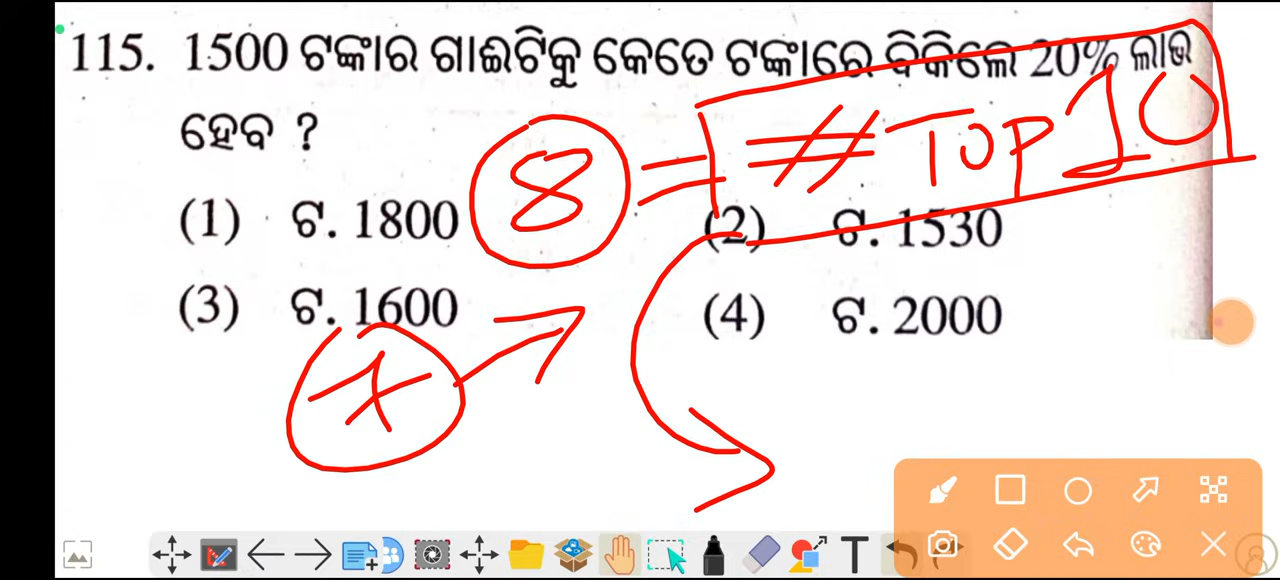 115. 1500 ଟଙ୍କାର ଗାଈଟିକୁ କେତେ ଟଙ୍କାରେ ବିକିଲେ 20% ଲାଭ
ହେବ ?
8 = # TOP 10
(1) ଟ. 1800 (2) ଟ. 1530
(3) ଟ. 1600 (4) ଟ. 2000
T